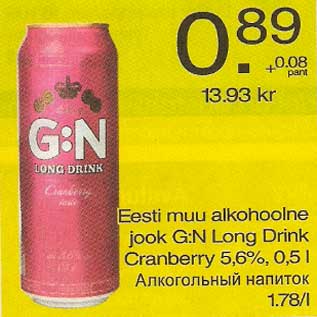 0.89
+0.08
pant
13.93 kr
G:N
LONG DRINK
Cranberry
taste
Eesti muu alkohoolne
jook G:N Long Drink
Cranberry 5,6%, 0,5 l
Алкогольный напиток
1.78/l